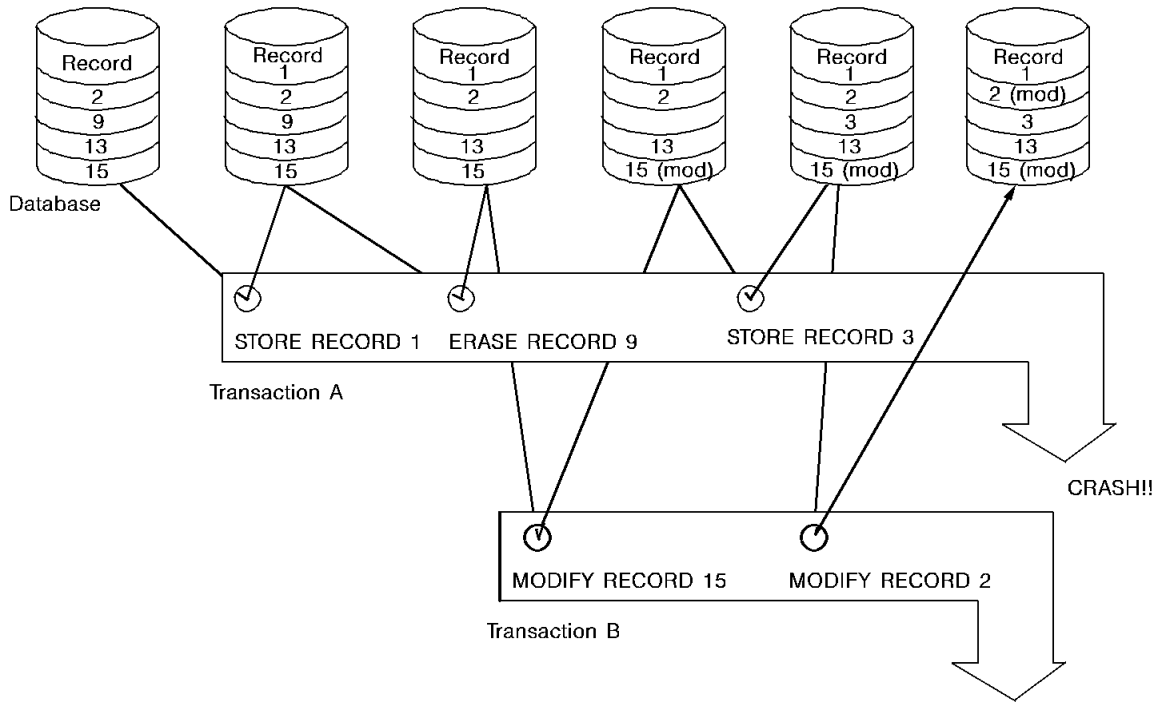 Record
2
9
13
15
Record
1
2
9
13
15
Record
1
2
13
15
Record
1
2
13
15 (mod)
Record
1
2
3
13
15 (mod)
Record
1
2 (mod)
3
13
15 (mod)
Database
STORE RECORD 1
ERASE RECORD 9
STORE RECORD 3
Transaction A
CRASH!!
MODIFY RECORD 15
MODIFY RECORD 2
Transaction B